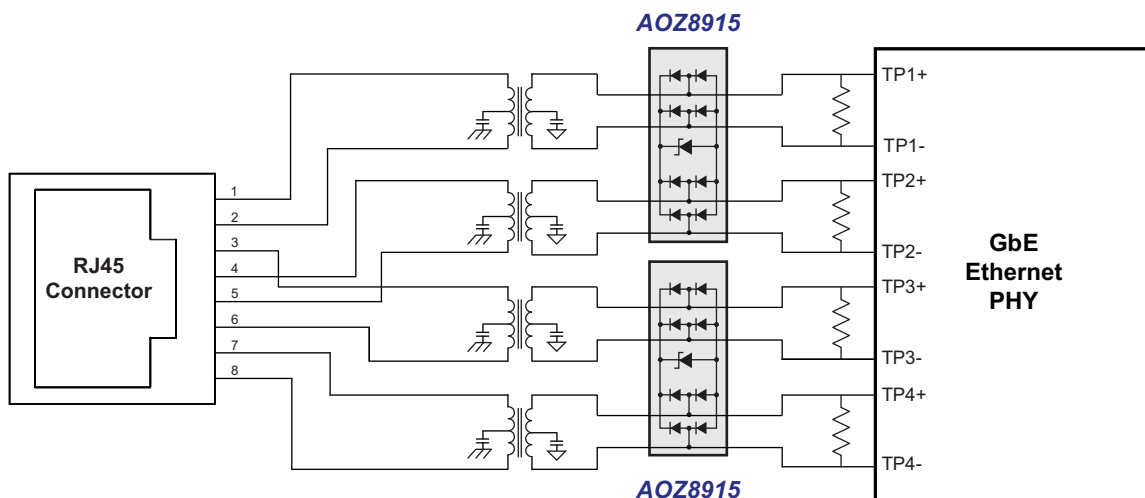 AOZ8915
TP1+
TP1-
TP2+
TP2-
TP3+
TP3-
TP4+
TP4-
GbE
Ethernet
PHY
RJ45
Connector
1
2
3
4
5
6
7
8
AOZ8915